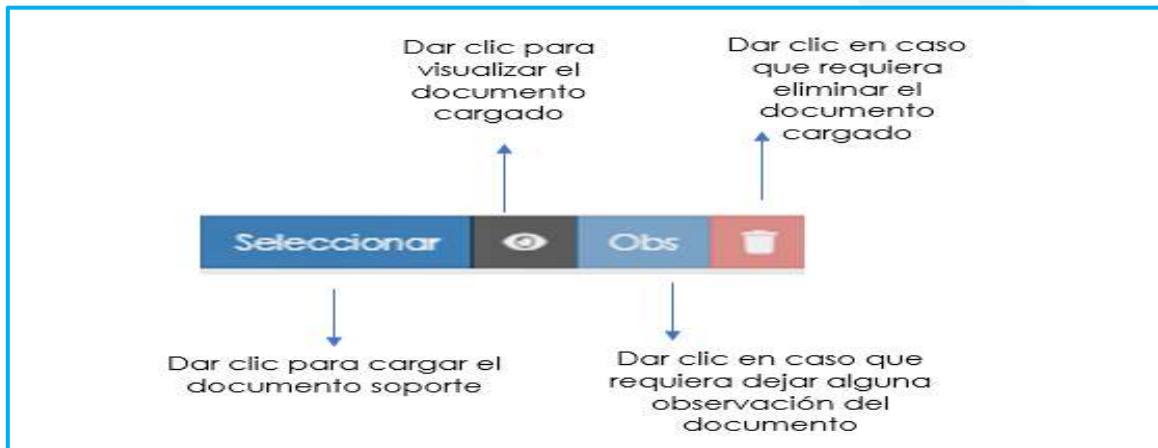 Dar clic para
visualizar el
documento
cargado
Dar clic en caso
que requiera
eliminar el
documento
cargado
Seleccionar
Obs
Dar clic para cargar el
documento soporte
Dar clic en caso que
requiera dejar alguna
observación del
documento